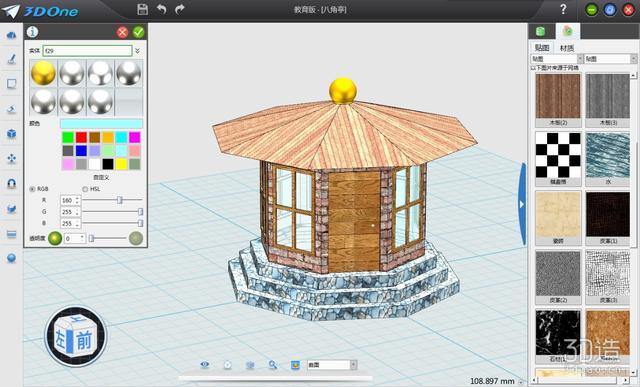 3DOne
教育版 - [八角亭]
实体
f29
颜色
自定义
RGB
HSL
R
160
G
255
B
255
透明度
0
贴图
材质
贴图
贴图
以下图片来源于网络
木板(2)
木板(3)
棋盘格
水
瓷砖
皮革(1)
皮革(2)
皮革(3)
石材(1)
左
前
曲面
108.897 mm
3D造